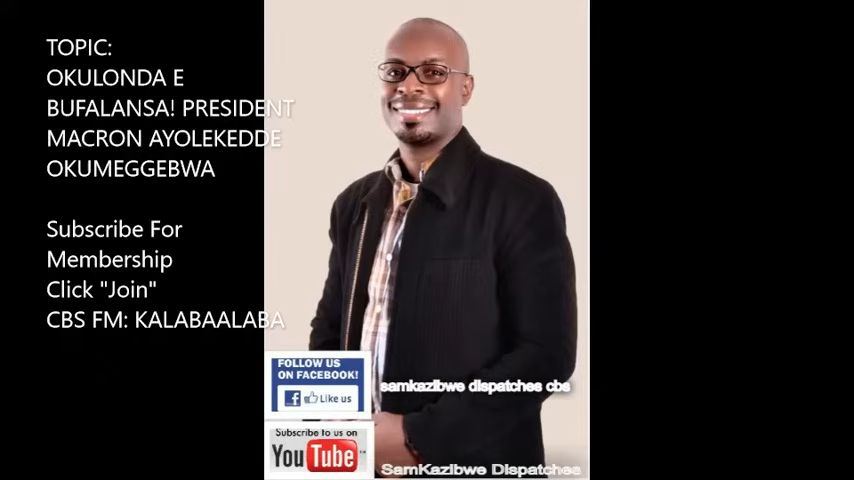 TOPIC:
OKULONDA E
BUFALANSA! PRESIDENT
MACRON AYOLEKEDDE
OKUMEGGEBWA
Subscribe For
Membership
Click "Join"
CBS FM: KALABAALABA
FOLLOW US
ON FACEBOOK!
f Like us
samkazibwe dispatches cbs
Subscribe to us on
YouTube
SamKazibwe Dispatches